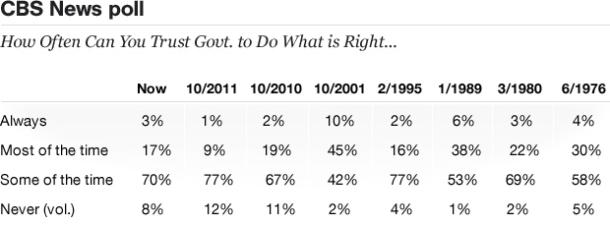 CBS News poll
How Often Can You Trust Govt. to Do What is Right...
Now 10/2011 10/2010 10/2001 2/1995 1/1989 3/1980 6/1976
Always 3% 1% 2% 10% 2% 6% 3% 4%
Most of the time 17% 9% 19% 45% 16% 38% 22% 30%
Some of the time 70% 77% 67% 42% 77% 53% 69% 58%
Never (vol.) 8% 12% 11% 2% 4% 1% 2% 5%